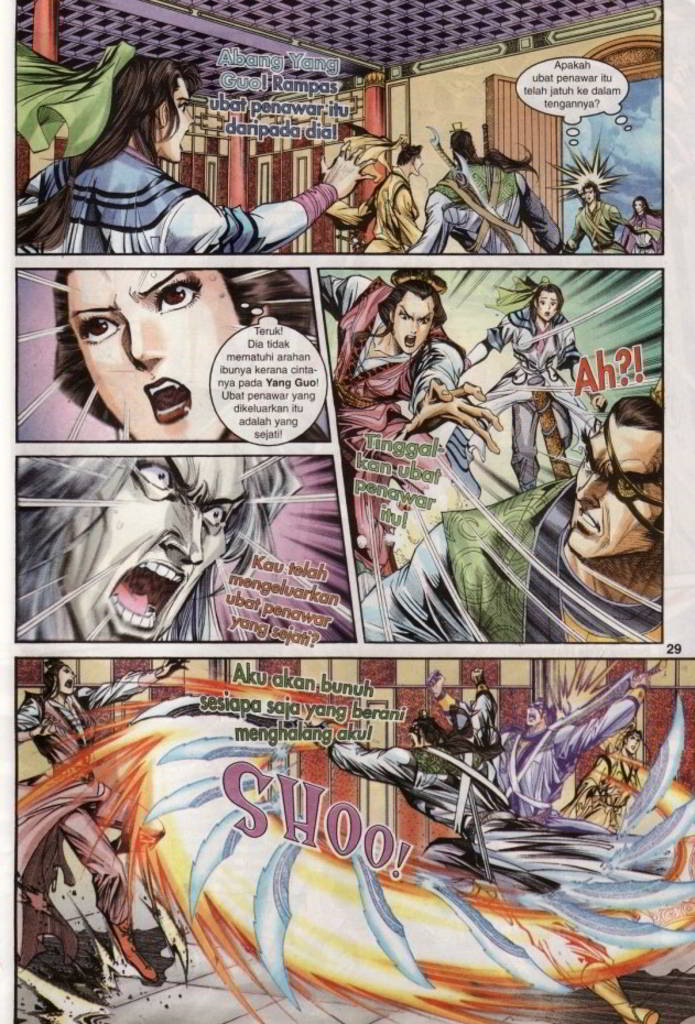 Abang Yang
Guo! Rampas
ubat penawar itu
daripada dia!
Apakah
ubat penawar itu
telah jatuh ke dalam
tengannya?
Teruk!
Dia tidak
mematuhi arahan
ibunya kerana cinta-
nya pada Yang Guo!
Ubat penawar yang
dikeluarkan itu
adalah yang
sejati!
Ah?!
Tinggal-
kan ubat
penawar
itu!
Kau telah
mengeluarkan
ubat penawar
yang sejati?
29
Aku akan bunuh
sesiapa saja yang berani
menghalang aku!
SHOO!